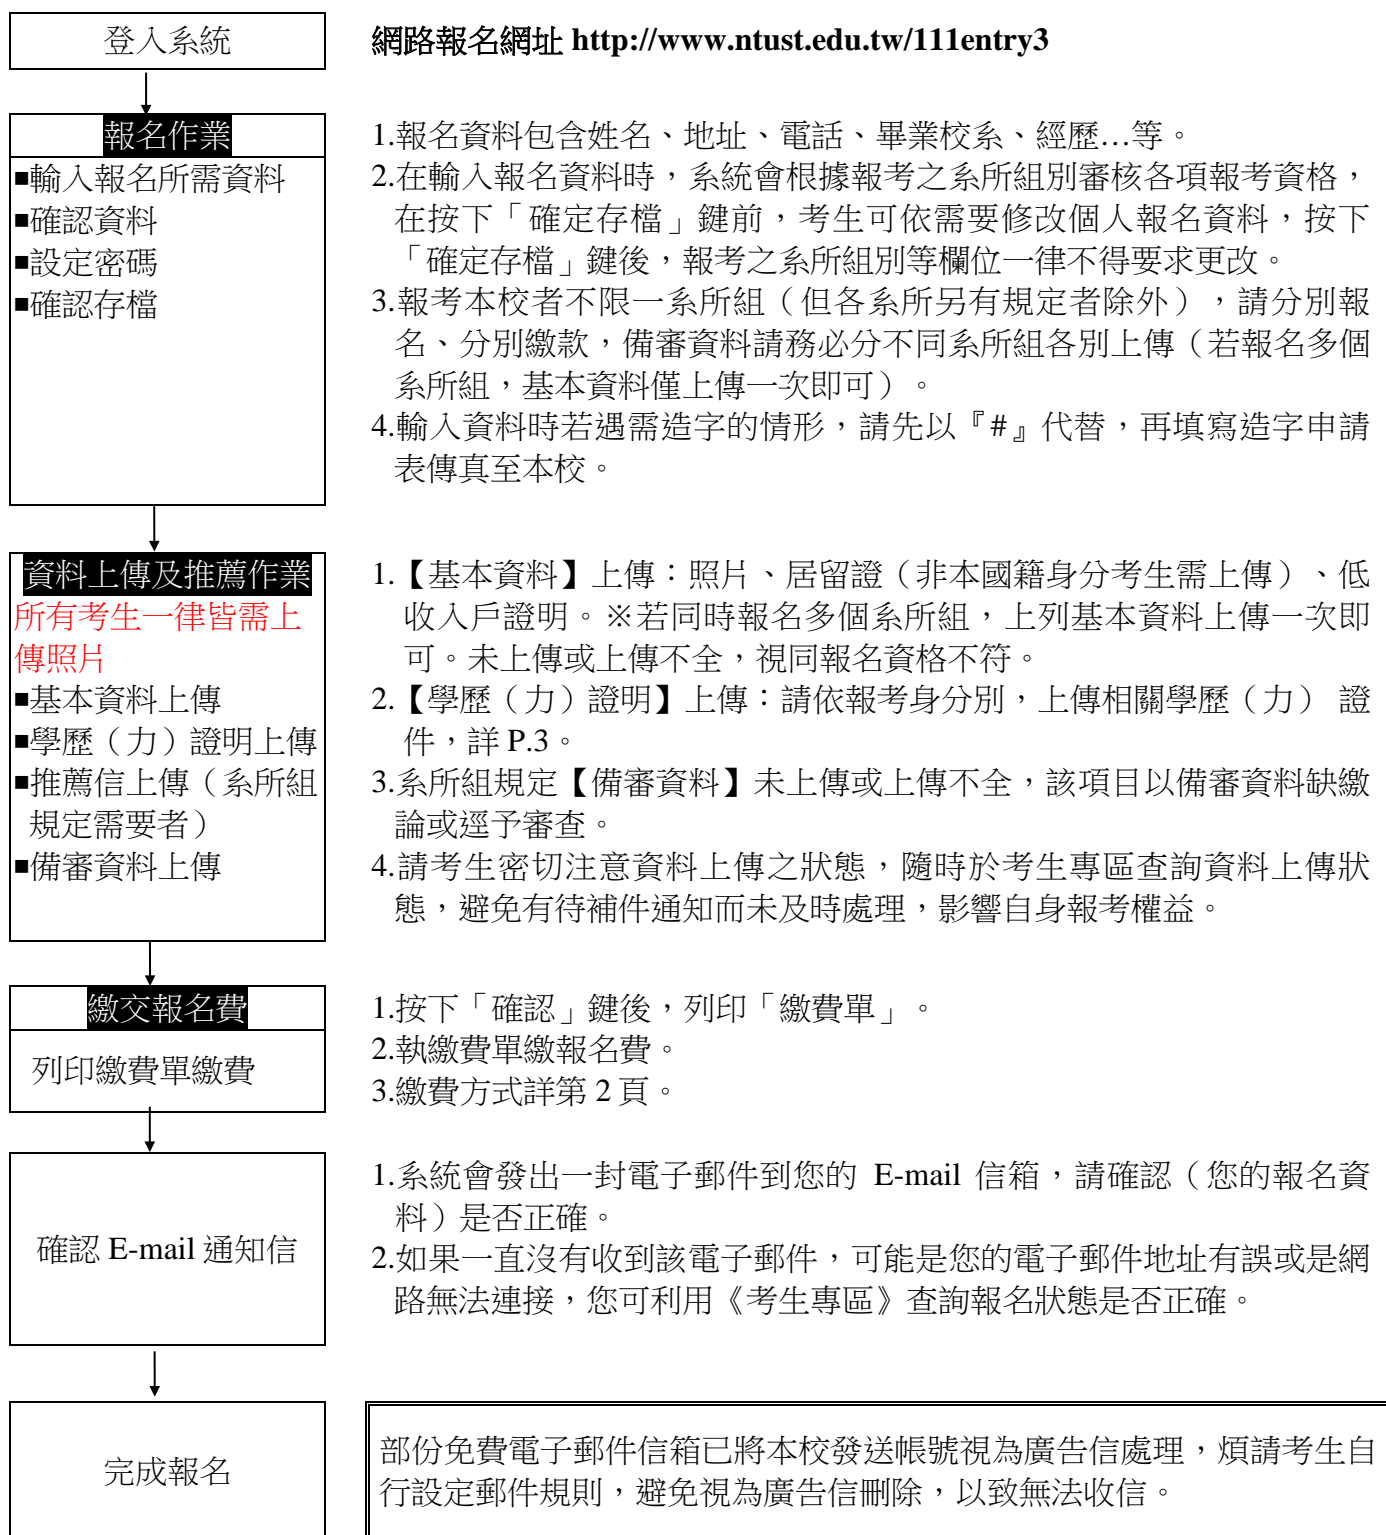 登入系統
網路報名網址 http://www.ntust.edu.tw/111entry3
報名作業
■輸入報名所需資料
■確認資料
■設定密碼
■確認存檔
1.報名資料包含姓名、地址、電話、畢業校系、經歷…等。
2.在輸入報名資料時，系統會根據報考之系所組別審核各項報考資格，
在按下「確定存檔」鍵前，考生可依需要修改個人報名資料，按下
「確定存檔」鍵後，報考之系所組別等欄位一律不得要求更改。
3.報考本校者不限一系所組（但各系所另有規定者除外），請分別報
名、分別繳款，備審資料請務必分不同系所組各別上傳（若報名多個
系所組，基本資料僅上傳一次即可）。
4.輸入資料時若遇需造字的情形，請先以『#』代替，再填寫造字申請
表傳真至本校。
資料上傳及推薦作業
所有考生一律皆需上
傳照片
■基本資料上傳
■學歷（力）證明上傳
■推薦信上傳（系所組
規定需要者）
■備審資料上傳
1.【基本資料】上傳：照片、居留證（非本國籍身分考生需上傳）、低
收入戶證明。※若同時報名多個系所組，上列基本資料上傳一次即
可。未上傳或上傳不全，視同報名資格不符。
2.【學歷（力）證明】上傳：請依報考身分別，上傳相關學歷（力） 證
件，詳 P.3。
3.系所組規定【備審資料】未上傳或上傳不全，該項目以備審資料缺繳
論或逕予審查。
4.請考生密切注意資料上傳之狀態，隨時於考生專區查詢資料上傳狀
態，避免有待補件通知而未及時處理，影響自身報考權益。
繳交報名費
列印繳費單繳費
1.按下「確認」鍵後，列印「繳費單」。
2.執繳費單繳報名費。
3.繳費方式詳第 2 頁。
確認 E-mail 通知信
1.系統會發出一封電子郵件到您的 E-mail 信箱，請確認（您的報名資
料）是否正確。
2.如果一直沒有收到該電子郵件，可能是您的電子郵件地址有誤或是網
路無法連接，您可利用《考生專區》查詢報名狀態是否正確。
完成報名
部份免費電子郵件信箱已將本校發送帳號視為廣告信處理，煩請考生自
行設定郵件規則，避免視為廣告信刪除，以致無法收信。